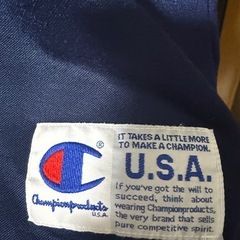 IT TAKES A LITTLE MORE
TO MAKE A CHAMPION.
U.S.A.
Championproducts
U.S.A.
If you've got the will to
succeed, think about
wearing Championproducts,
the very brand that sells
pure competitive spirit.